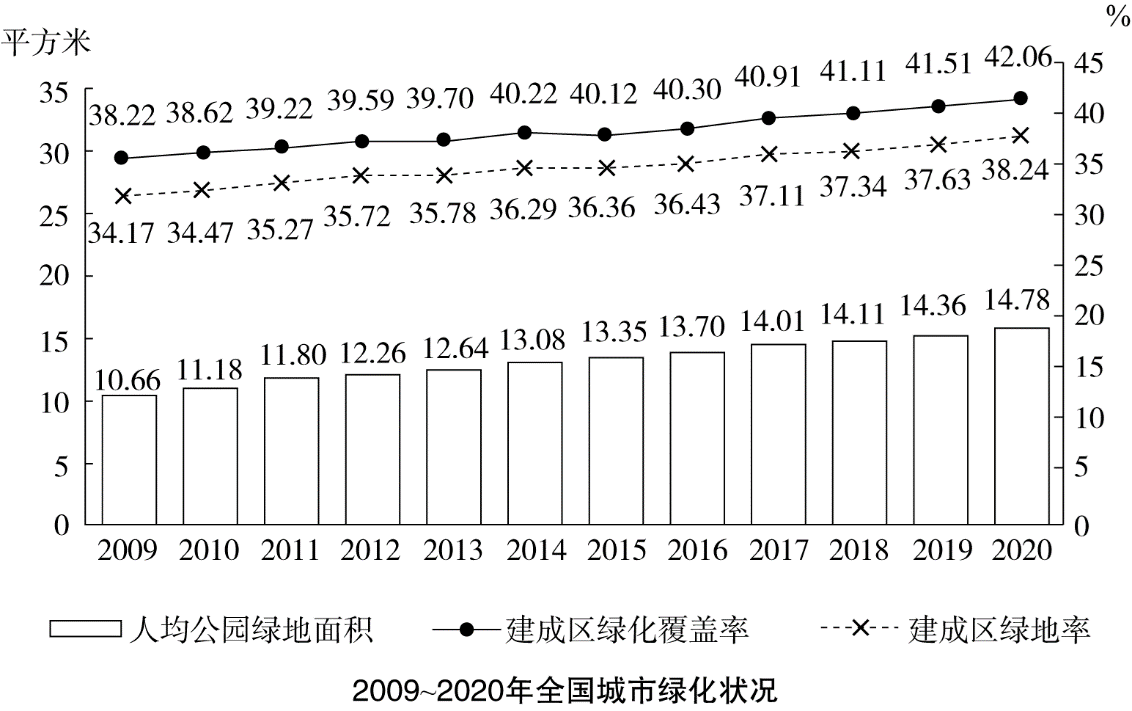 %
平方米
45
35 38.22 38.62 39.22 39.59 39.70 40.22 40.12 40.30 40.91 41.11 41.51 42.06 40
30 35
34.17 34.47 35.27 35.72 35.78 36.29 36.36 36.43 37.11 37.34 37.63 38.24
25 30
20 25
20
15 10.66 11.18 11.80 12.26 12.64 13.08 13.35 13.70 14.01 14.11 14.36 14.78 15
10 10
5 5
0 0
2009 2010 2011 2012 2013 2014 2015 2016 2017 2018 2019 2020
人均公园绿地面积 建成区绿化覆盖率 建成区绿地率
2009~2020年全国城市绿化状况